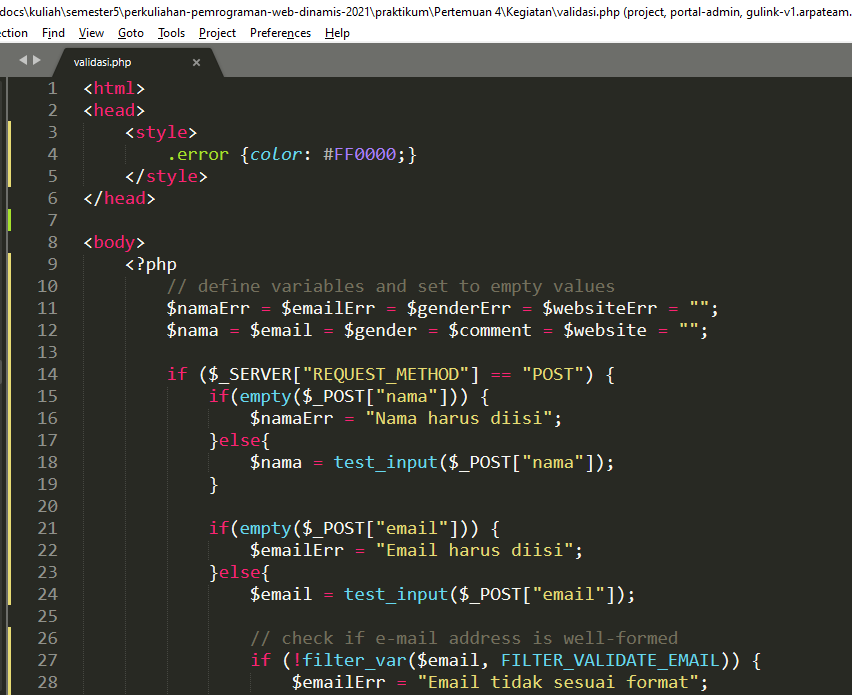 docs\kuliah\semester5\perkuliahan-pemrograman-web-dinamis-2021\praktikum\Pertemuan 4\Kegiatan\validasi.php (project, portal-admin, gulink-v1.arpateam.
ection Find View Goto Tools Project Preferences Help
validasi.php ×
1 <html>
2 <head>
3 <style>
4 .error {color: #FF0000;}
5 </style>
6 </head>
7
8 <body>
9 <?php
10 // define variables and set to empty values
11 $namaErr = $emailErr = $genderErr = $websiteErr = "";
12 $nama = $email = $gender = $comment = $website = "";
13
14 if ($_SERVER["REQUEST_METHOD"] == "POST") {
15 if(empty($_POST["nama"])) {
16 $namaErr = "Nama harus diisi";
17 }else{
18 $nama = test_input($_POST["nama"]);
19 }
20
21 if(empty($_POST["email"])) {
22 $emailErr = "Email harus diisi";
23 }else{
24 $email = test_input($_POST["email"]);
25
26 // check if e-mail address is well-formed
27 if (!filter_var($email, FILTER_VALIDATE_EMAIL)) {
28 $emailErr = "Email tidak sesuai format";